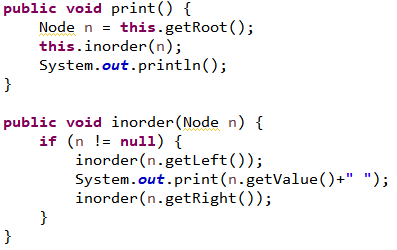 public void print() {
    Node n = this.getRoot();
    this.inorder(n);
    System.out.println();
}

public void inorder(Node n) {
    if (n != null) {
        inorder(n.getLeft());
        System.out.print(n.getValue()+" ");
        inorder(n.getRight());
    }
}